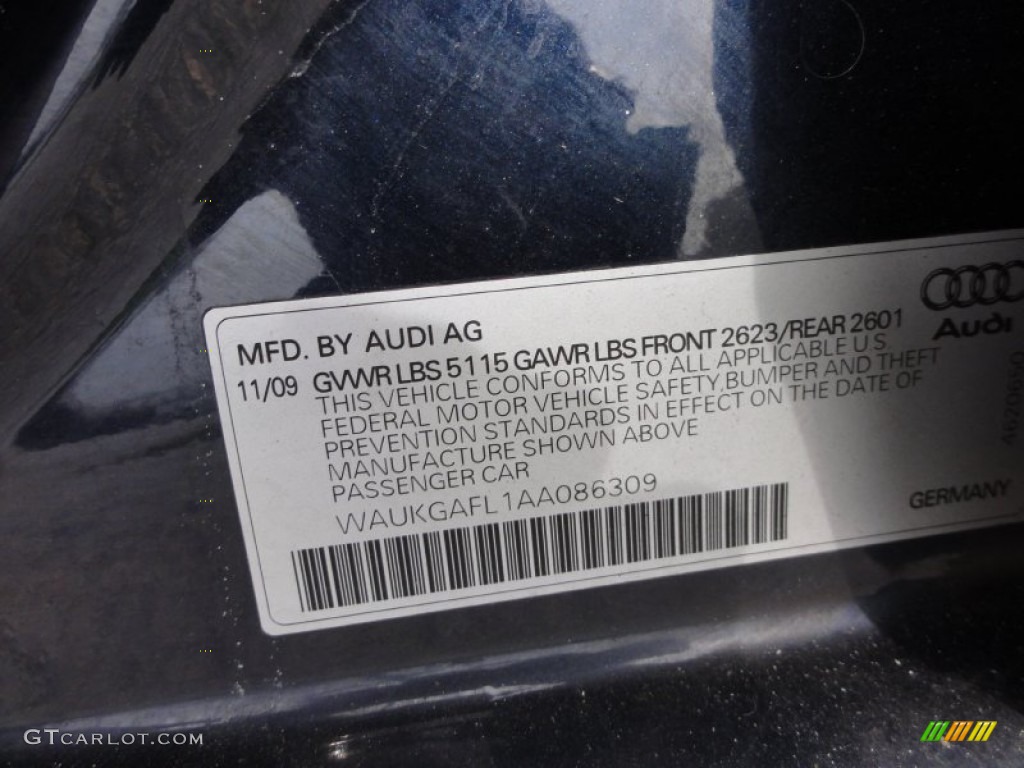 MFD. BY AUDI AG
11/09 GVWR LBS 5115 GAWR LBS FRONT 2623/REAR 2601
THIS VEHICLE CONFORMS TO ALL APPLICABLE U.S.
FEDERAL MOTOR VEHICLE SAFETY,BUMPER AND THEFT
PREVENTION STANDARDS IN EFFECT ON THE DATE OF
MANUFACTURE SHOWN ABOVE
PASSENGER CAR
WAUKGAFL1AA086309
Audi
4620650
GERMANY
GTCARLOT.COM